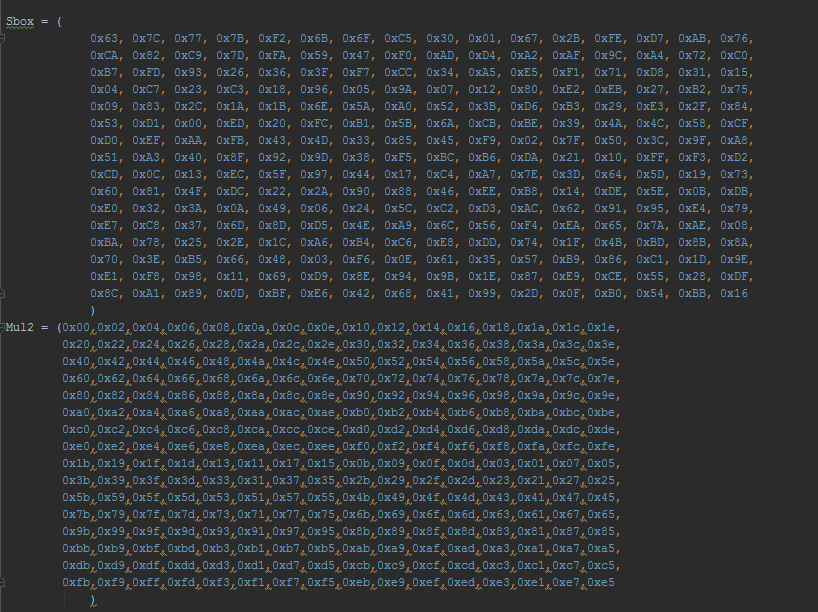 Sbox = (
0x63, 0x7C, 0x77, 0x7B, 0xF2, 0x6B, 0x6F, 0xC5, 0x30, 0x01, 0x67, 0x2B, 0xFE, 0xD7, 0xAB, 0x76,
0xCA, 0x82, 0xC9, 0x7D, 0xFA, 0x59, 0x47, 0xF0, 0xAD, 0xD4, 0xA2, 0xAF, 0x9C, 0xA4, 0x72, 0xC0,
0xB7, 0xFD, 0x93, 0x26, 0x36, 0x3F, 0xF7, 0xCC, 0x34, 0xA5, 0xE5, 0xF1, 0x71, 0xD8, 0x31, 0x15,
0x04, 0xC7, 0x23, 0xC3, 0x18, 0x96, 0x05, 0x9A, 0x07, 0x12, 0x80, 0xE2, 0xEB, 0x27, 0xB2, 0x75,
0x09, 0x83, 0x2C, 0x1A, 0x1B, 0x6E, 0x5A, 0xA0, 0x52, 0x3B, 0xD6, 0xB3, 0x29, 0xE3, 0x2F, 0x84,
0x53, 0xD1, 0x00, 0xED, 0x20, 0xFC, 0xB1, 0x5B, 0x6A, 0xCB, 0xBE, 0x39, 0x4A, 0x4C, 0x58, 0xCF,
0xD0, 0xEF, 0xAA, 0xFB, 0x43, 0x4D, 0x33, 0x85, 0x45, 0xF9, 0x02, 0x7F, 0x50, 0x3C, 0x9F, 0xA8,
0x51, 0xA3, 0x40, 0x8F, 0x92, 0x9D, 0x38, 0xF5, 0xBC, 0xB6, 0xDA, 0x21, 0x10, 0xFF, 0xF3, 0xD2,
0xCD, 0x0C, 0x13, 0xEC, 0x5F, 0x97, 0x44, 0x17, 0xC4, 0xA7, 0x7E, 0x3D, 0x64, 0x5D, 0x19, 0x73,
0x60, 0x81, 0x4F, 0xDC, 0x22, 0x2A, 0x90, 0x88, 0x46, 0xEE, 0xB8, 0x14, 0xDE, 0x5E, 0x0B, 0xDB,
0xE0, 0x32, 0x3A, 0x0A, 0x49, 0x06, 0x24, 0x5C, 0xC2, 0xD3, 0xAC, 0x62, 0x91, 0x95, 0xE4, 0x79,
0xE7, 0xC8, 0x37, 0x6D, 0x8D, 0xD5, 0x4E, 0xA9, 0x6C, 0x56, 0xF4, 0xEA, 0x65, 0x7A, 0xAE, 0x08,
0xBA, 0x78, 0x25, 0x2E, 0x1C, 0xA6, 0xB4, 0xC6, 0xE8, 0xDD, 0x74, 0x1F, 0x4B, 0xBD, 0x8B, 0x8A,
0x70, 0x3E, 0xB5, 0x66, 0x48, 0x03, 0xF6, 0x0E, 0x61, 0x35, 0x57, 0xB9, 0x86, 0xC1, 0x1D, 0x9E,
0xE1, 0xF8, 0x98, 0x11, 0x69, 0xD9, 0x8E, 0x94, 0x9B, 0x1E, 0x87, 0xE9, 0xCE, 0x55, 0x28, 0xDF,
0x8C, 0xA1, 0x89, 0x0D, 0xBF, 0xE6, 0x42, 0x68, 0x41, 0x99, 0x2D, 0x0F, 0xB0, 0x54, 0xBB, 0x16
)
Mul2 = (0x00,0x02,0x04,0x06,0x08,0x0a,0x0c,0x0e,0x10,0x12,0x14,0x16,0x18,0x1a,0x1c,0x1e,
0x20,0x22,0x24,0x26,0x28,0x2a,0x2c,0x2e,0x30,0x32,0x34,0x36,0x38,0x3a,0x3c,0x3e,
0x40,0x42,0x44,0x46,0x48,0x4a,0x4c,0x4e,0x50,0x52,0x54,0x56,0x58,0x5a,0x5c,0x5e,
0x60,0x62,0x64,0x66,0x68,0x6a,0x6c,0x6e,0x70,0x72,0x74,0x76,0x78,0x7a,0x7c,0x7e,
0x80,0x82,0x84,0x86,0x88,0x8a,0x8c,0x8e,0x90,0x92,0x94,0x96,0x98,0x9a,0x9c,0x9e,
0xa0,0xa2,0xa4,0xa6,0xa8,0xaa,0xac,0xae,0xb0,0xb2,0xb4,0xb6,0xb8,0xba,0xbc,0xbe,
0xc0,0xc2,0xc4,0xc6,0xc8,0xca,0xcc,0xce,0xd0,0xd2,0xd4,0xd6,0xd8,0xda,0xdc,0xde,
0xe0,0xe2,0xe4,0xe6,0xe8,0xea,0xec,0xee,0xf0,0xf2,0xf4,0xf6,0xf8,0xfa,0xfc,0xfe,
0x1b,0x19,0x1f,0x1d,0x13,0x11,0x17,0x15,0x0b,0x09,0x0f,0x0d,0x03,0x01,0x07,0x05,
0x3b,0x39,0x3f,0x3d,0x33,0x31,0x37,0x35,0x2b,0x29,0x2f,0x2d,0x23,0x21,0x27,0x25,
0x5b,0x59,0x5f,0x5d,0x53,0x51,0x57,0x55,0x4b,0x49,0x4f,0x4d,0x43,0x41,0x47,0x45,
0x7b,0x79,0x7f,0x7d,0x73,0x71,0x77,0x75,0x6b,0x69,0x6f,0x6d,0x63,0x61,0x67,0x65,
0x9b,0x99,0x9f,0x9d,0x93,0x91,0x97,0x95,0x8b,0x89,0x8f,0x8d,0x83,0x81,0x87,0x85,
0xbb,0xb9,0xbf,0xbd,0xb3,0xb1,0xb7,0xb5,0xab,0xa9,0xaf,0xad,0xa3,0xa1,0xa7,0xa5,
0xdb,0xd9,0xdf,0xdd,0xd3,0xd1,0xd7,0xd5,0xcb,0xc9,0xcf,0xcd,0xc3,0xc1,0xc7,0xc5,
0xfb,0xf9,0xff,0xfd,0xf3,0xf1,0xf7,0xf5,0xeb,0xe9,0xef,0xed,0xe3,0xe1,0xe7,0xe5
)